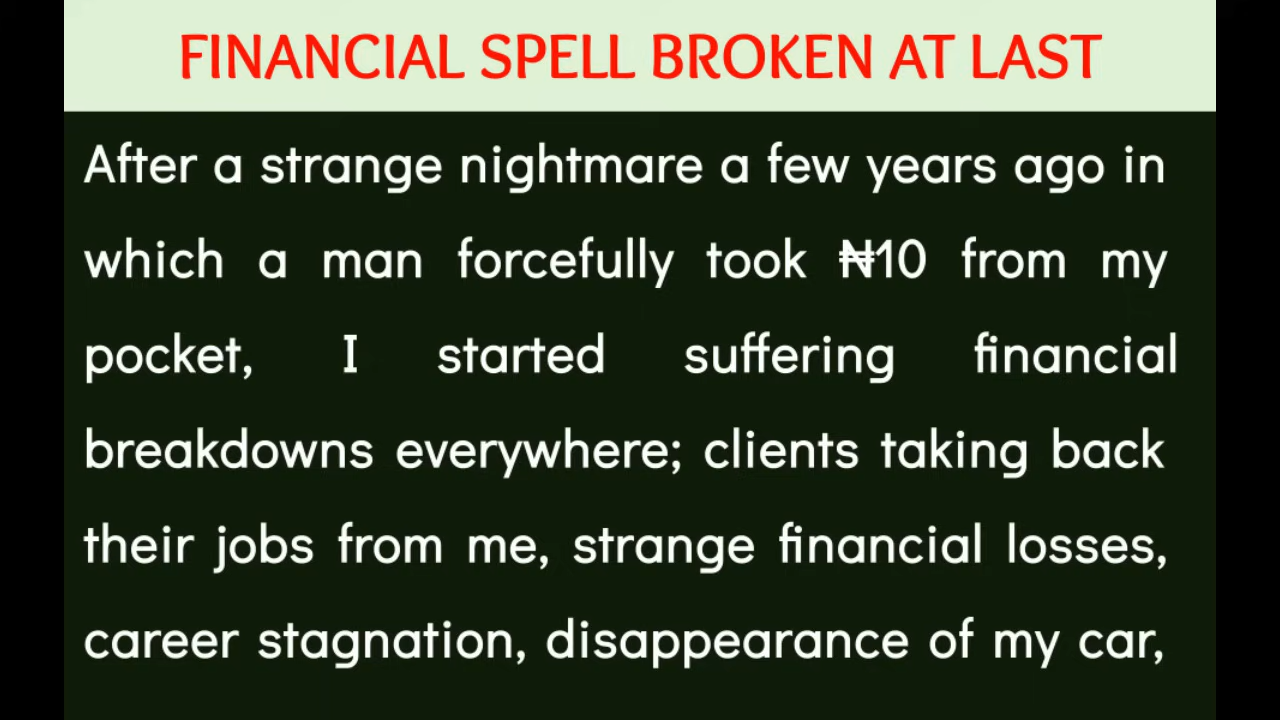 FINANCIAL SPELL BROKEN AT LAST
After a strange nightmare a few years ago in
which a man forcefully took ₦10 from my
pocket, I started suffering financial
breakdowns everywhere; clients taking back
their jobs from me, strange financial losses,
career stagnation, disappearance of my car,